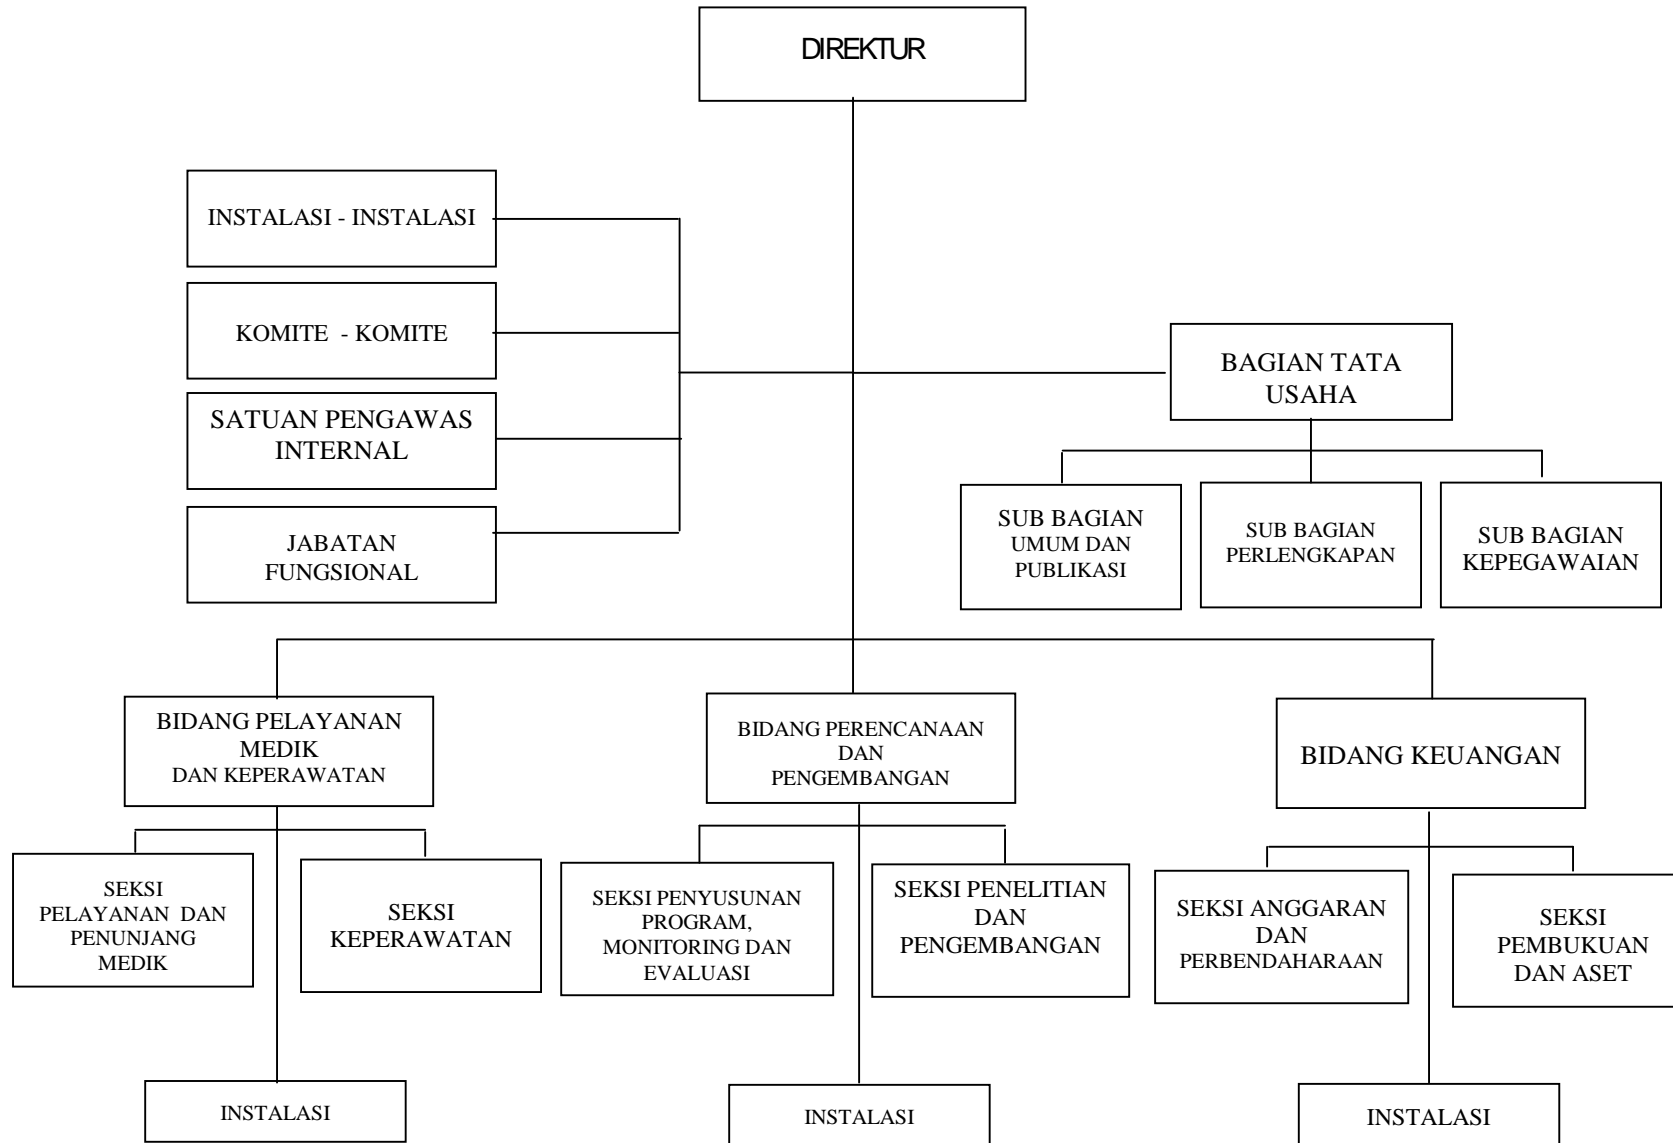 DIREKTUR
INSTALASI - INSTALASI
KOMITE - KOMITE
SATUAN PENGAWAS
INTERNAL
JABATAN
FUNGSIONAL
BAGIAN TATA
USAHA
SUB BAGIAN
UMUM DAN
PUBLIKASI
SUB BAGIAN
PERLENGKAPAN
SUB BAGIAN
KEPEGAWAIAN
BIDANG PELAYANAN
MEDIK
DAN KEPERAWATAN
BIDANG PERENCANAAN
DAN
PENGEMBANGAN
BIDANG KEUANGAN
SEKSI
PELAYANAN DAN
PENUNJANG
MEDIK
SEKSI
KEPERAWATAN
SEKSI PENYUSUNAN
PROGRAM,
MONITORING DAN
EVALUASI
SEKSI PENELITIAN
DAN
PENGEMBANGAN
SEKSI ANGGARAN
DAN
PERBENDAHARAAN
SEKSI
PEMBUKUAN
DAN ASET
INSTALASI
INSTALASI
INSTALASI